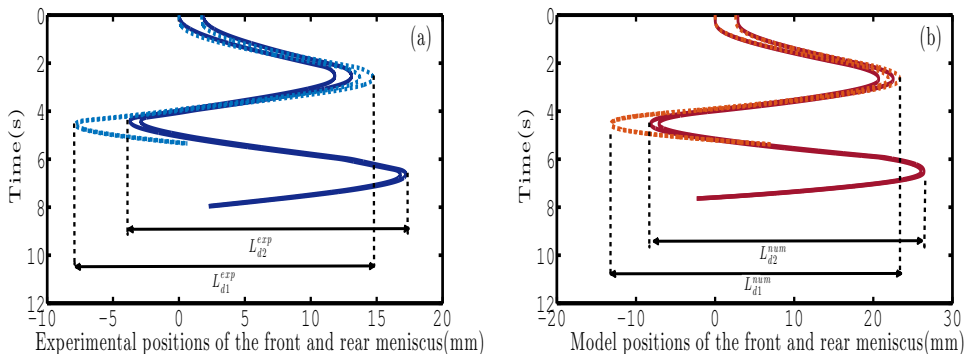 0
2
4
6
8
10
12
Time(s)
(a)
L_{d2}^{exp}
L_{d1}^{exp}
-10 -5 0 5 10 15 20
Experimental positions of the front and rear meniscus(mm)
0
2
4
6
8
10
12
Time(s)
(b)
L_{d2}^{num}
L_{d1}^{num}
-20 -10 0 10 20 30
Model positions of the front and rear meniscus(mm)